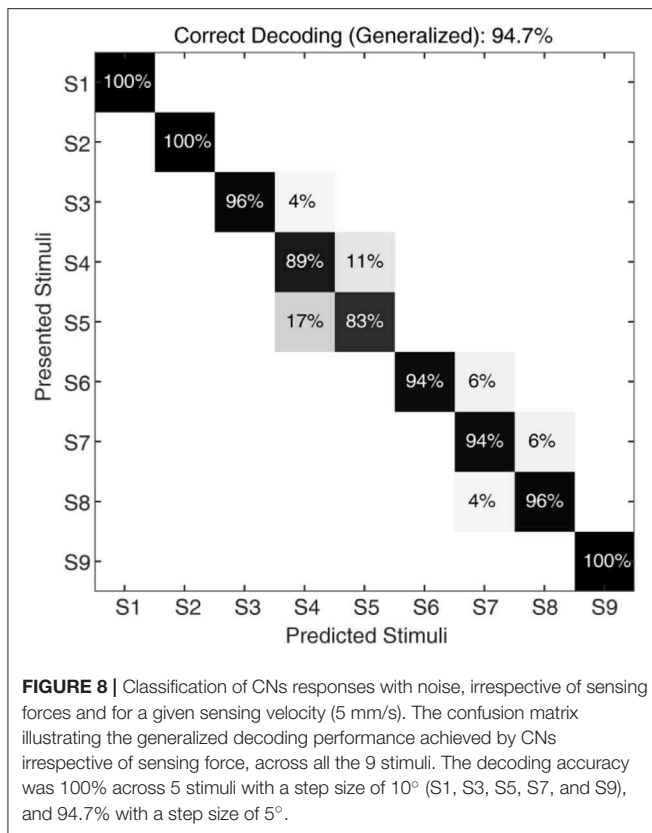 Correct Decoding (Generalized): 94.7%
Presented Stimuli
S1 100%
S2 100%
S3 96% 4%
S4 89% 11%
S5 17% 83%
S6 94% 6%
S7 94% 6%
S8 4% 96%
S9 100%
S1 S2 S3 S4 S5 S6 S7 S8 S9
Predicted Stimuli
FIGURE 8 | Classification of CNs responses with noise, irrespective of sensing
forces and for a given sensing velocity (5 mm/s). The confusion matrix
illustrating the generalized decoding performance achieved by CNs
irrespective of sensing force, across all the 9 stimuli. The decoding accuracy
was 100% across 5 stimuli with a step size of 10° (S1, S3, S5, S7, and S9),
and 94.7% with a step size of 5°.